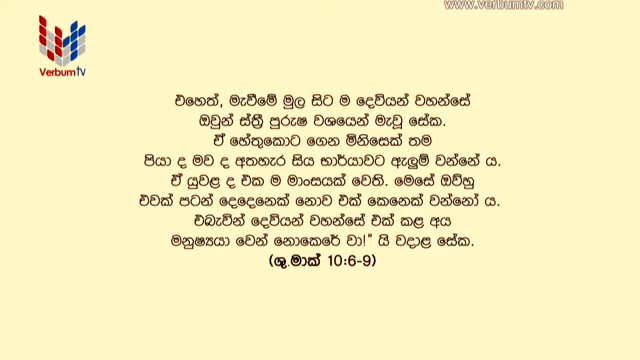 www.verbumtv.com
VerbumTV
එහෙත්, මැවීමේ මුල සිට ම දෙවියන් වහන්සේ
ඔවුන් ස්ත්‍රී පුරුෂ වශයෙන් මැවූ සේක.
ඒ හේතුකොට ගෙන මිනිසෙක් තම
පියා ද මව ද අතහැර සිය භාර්යාවට ඇලුම් වන්නේ ය.
ඒ යුවළ ද එක ම මාංසයක් වෙති. මෙසේ ඔව්හු
එවක් පටන් දෙදෙනෙක් නොව එක් කෙනෙක් වන්නෝ ය.
එබැවින් දෙවියන් වහන්සේ එක් කළ අය
මනුෂ්‍යයා වෙන් නොකෙරේ වා!” යි වදාළ සේක.
(ශු.මාක් 10:6-9)